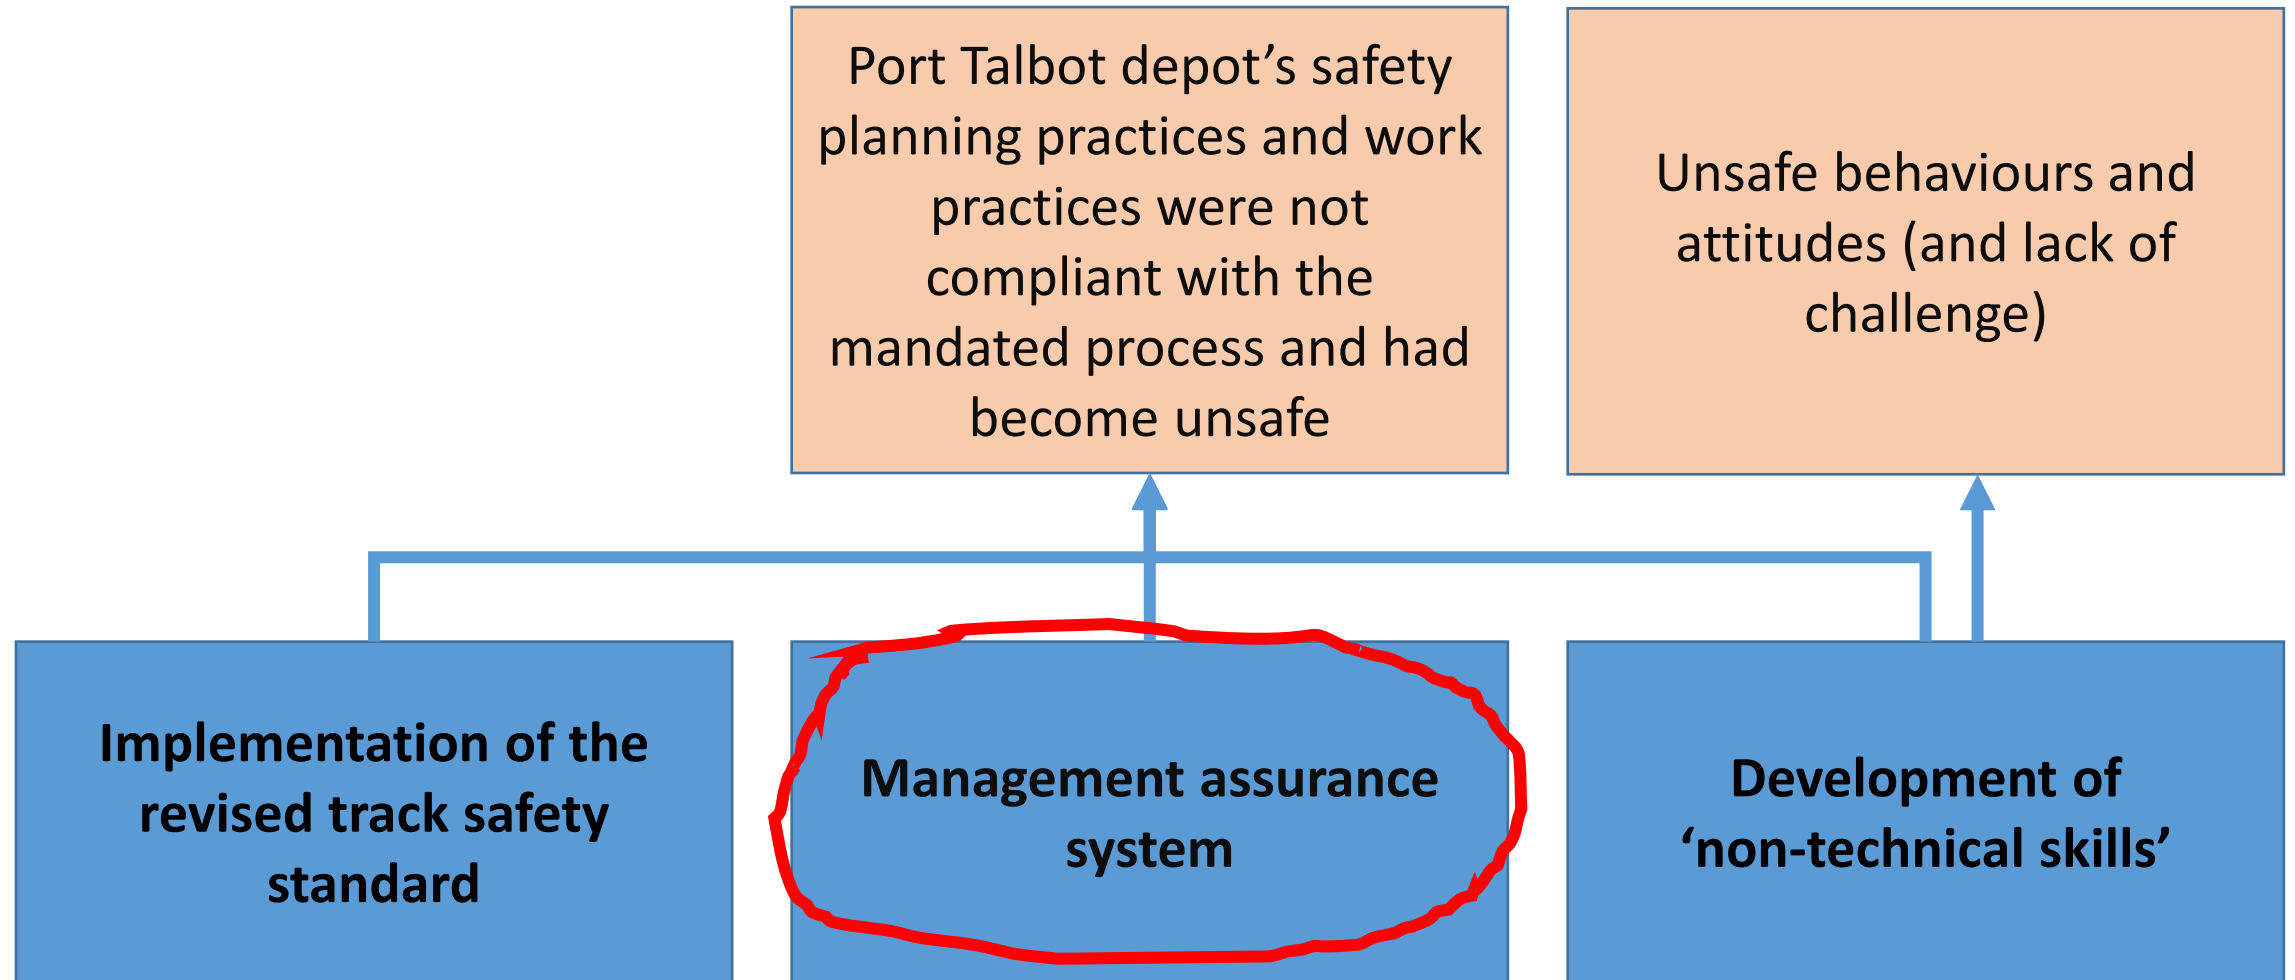 Port Talbot depot’s safety
planning practices and work
practices were not
compliant with the
mandated process and had
become unsafe
Unsafe behaviours and
attitudes (and lack of
challenge)
Implementation of the
revised track safety
standard
Management assurance
system
Development of
‘non-technical skills’